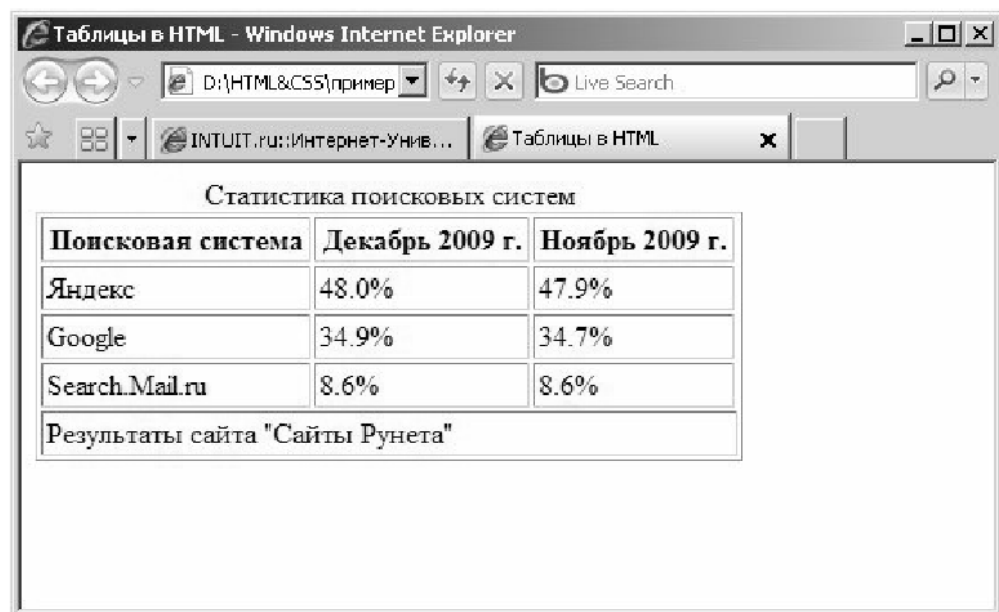 Таблицы в HTML - Windows Internet Explorer
D:\HTML&CSS\пример
Live Search
INTUIT.ru::Интернет-Унив...
Таблицы в HTML
Статистика поисковых систем
Поисковая система Декабрь 2009 г. Ноябрь 2009 г.
Яндекс 48.0% 47.9%
Google 34.9% 34.7%
Search.Mail.ru 8.6% 8.6%
Результаты сайта "Сайты Рунета"